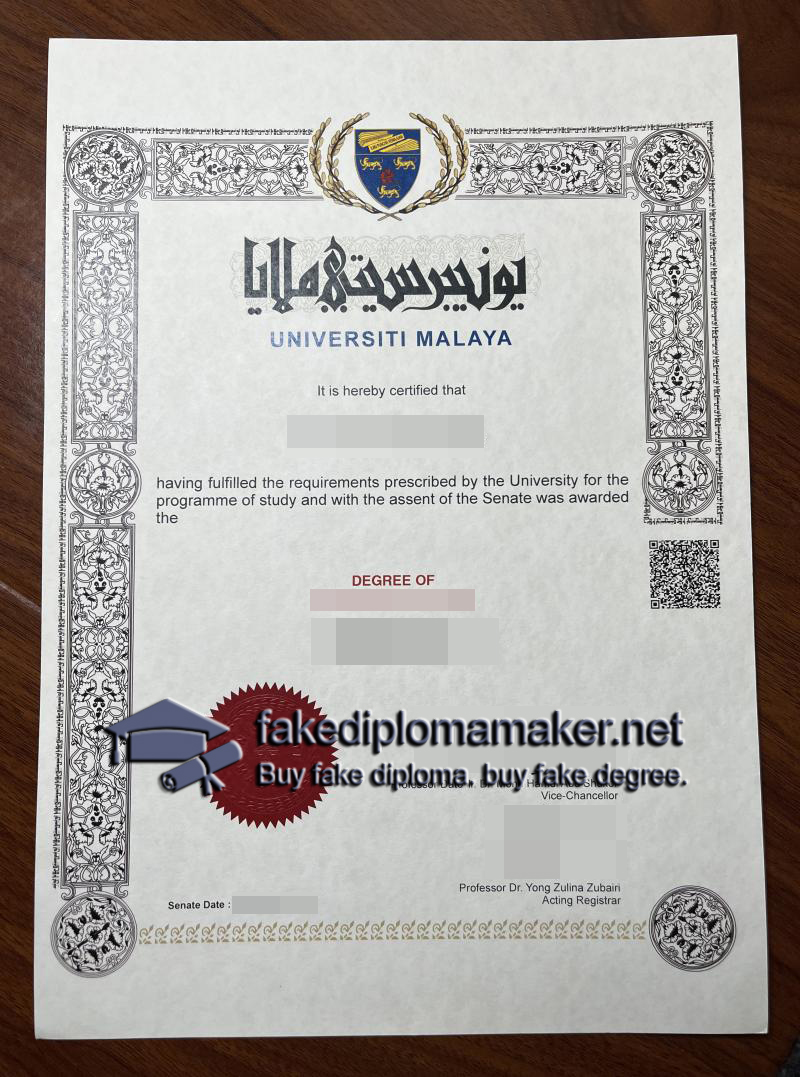 يونيبرسيتي ملايا
UNIVERSITI MALAYA
It is hereby certified that
having fulfilled the requirements prescribed by the University for the
programme of study and with the assent of the Senate was awarded
the
DEGREE OF
fakediplomamaker.net
Buy fake diploma, buy fake degree.
Vice-Chancellor
Professor Dr. Yong Zulina Zubairi
Acting Registrar
Senate Date :